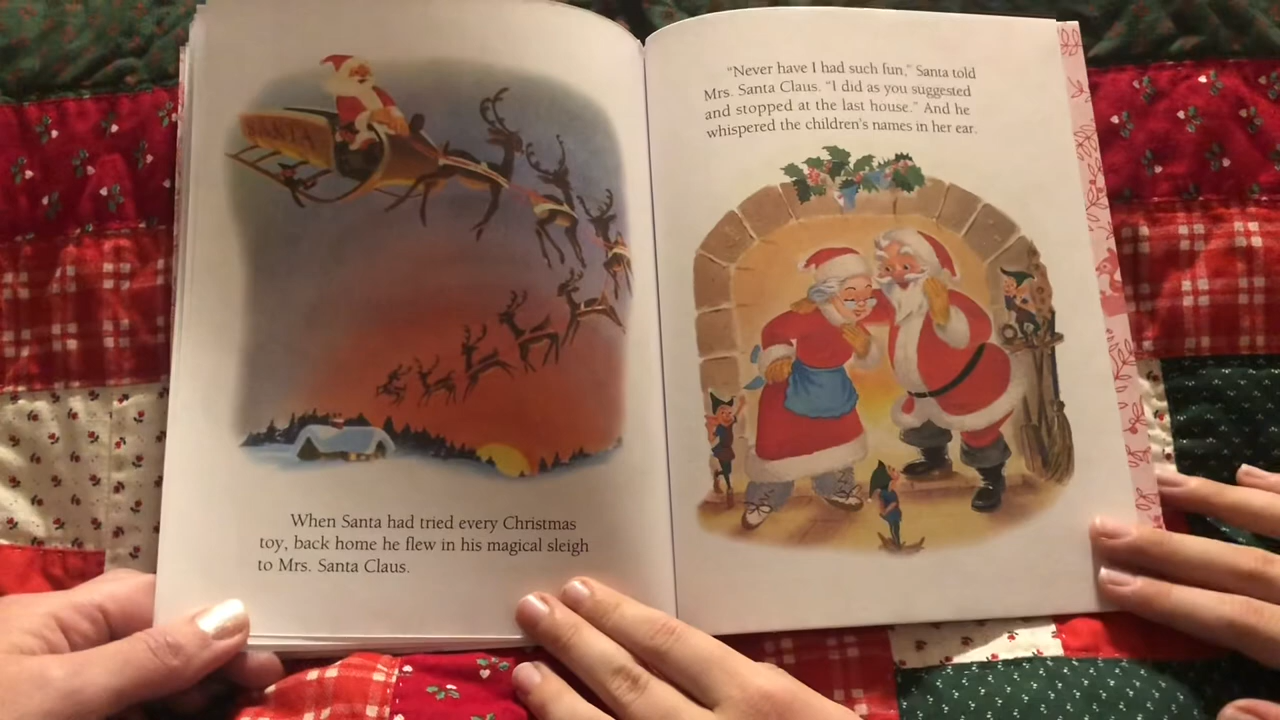 SANTA
When Santa had tried every Christmas
toy, back home he flew in his magical sleigh
to Mrs. Santa Claus.
“Never have I had such fun,” Santa told
Mrs. Santa Claus. “I did as you suggested
and stopped at the last house.” And he
whispered the children's names in her ear.